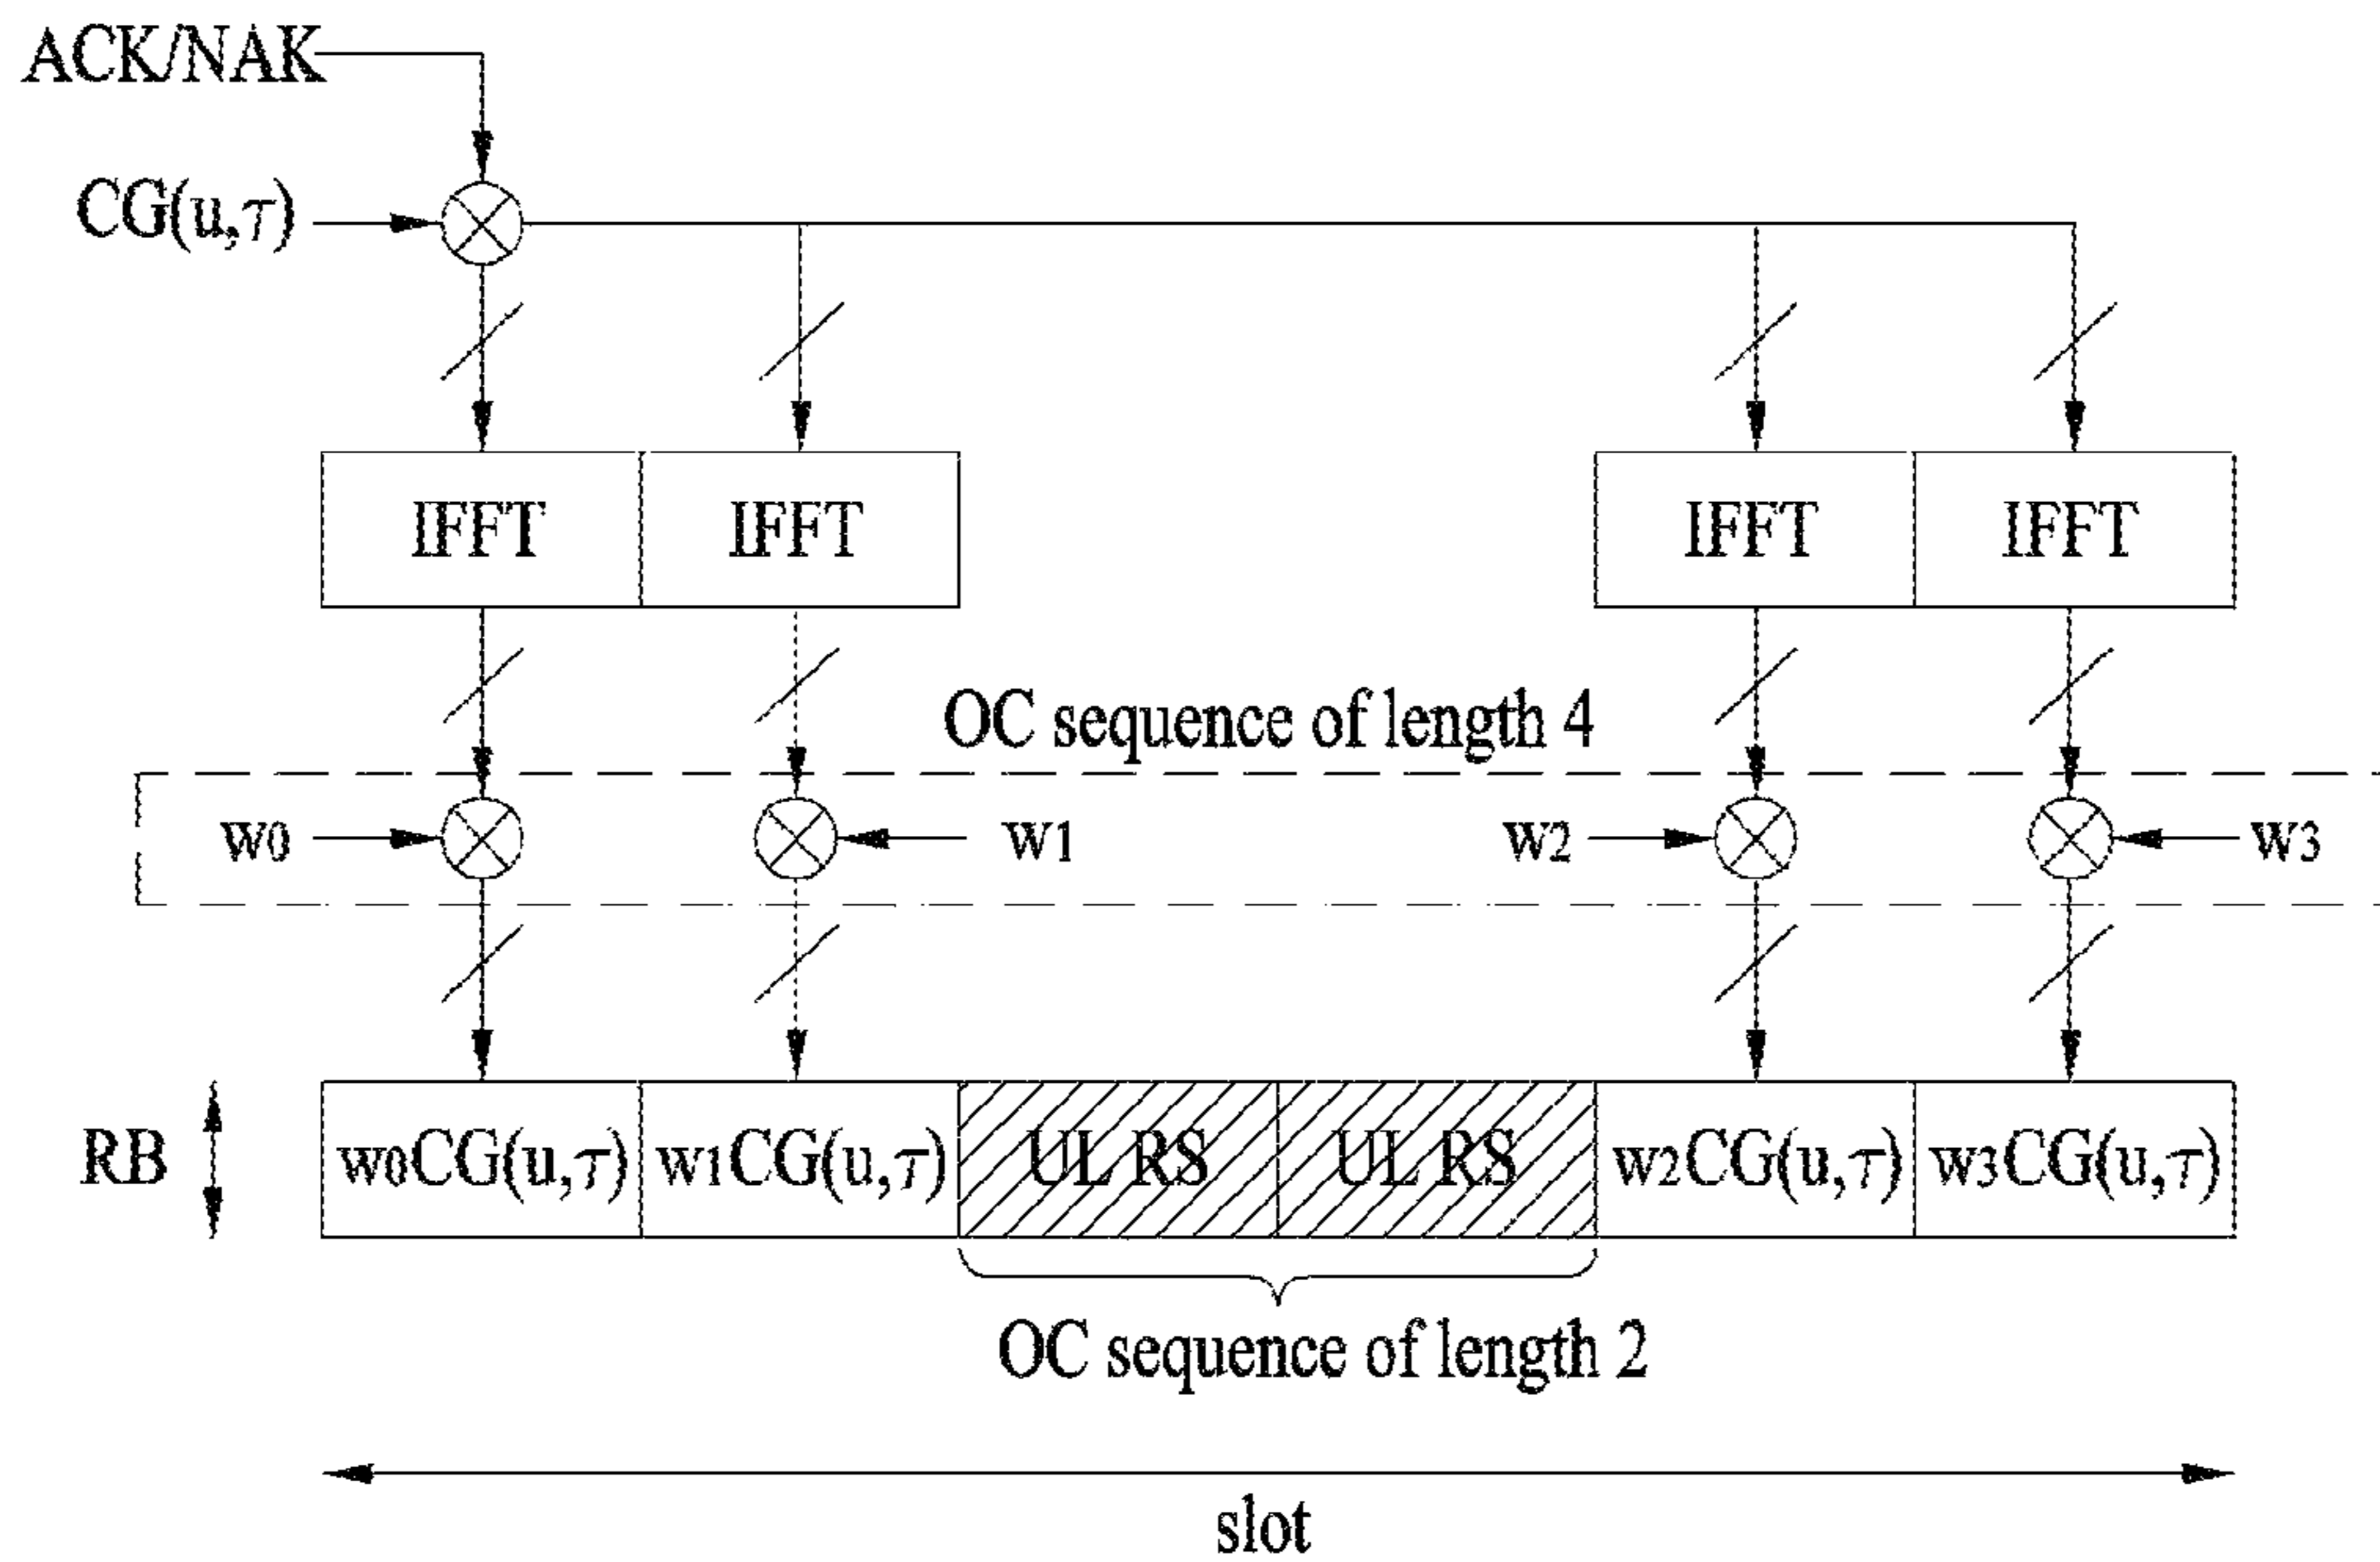 ACK/NAK
CG(u,τ)
IFFT IFFT IFFT IFFT
OC sequence of length 4
w0 w1 w2 w3
RB w0CG(u,τ) w1CG(u,τ) UL RS UL RS w2CG(u,τ) w3CG(u,τ)
OC sequence of length 2
slot